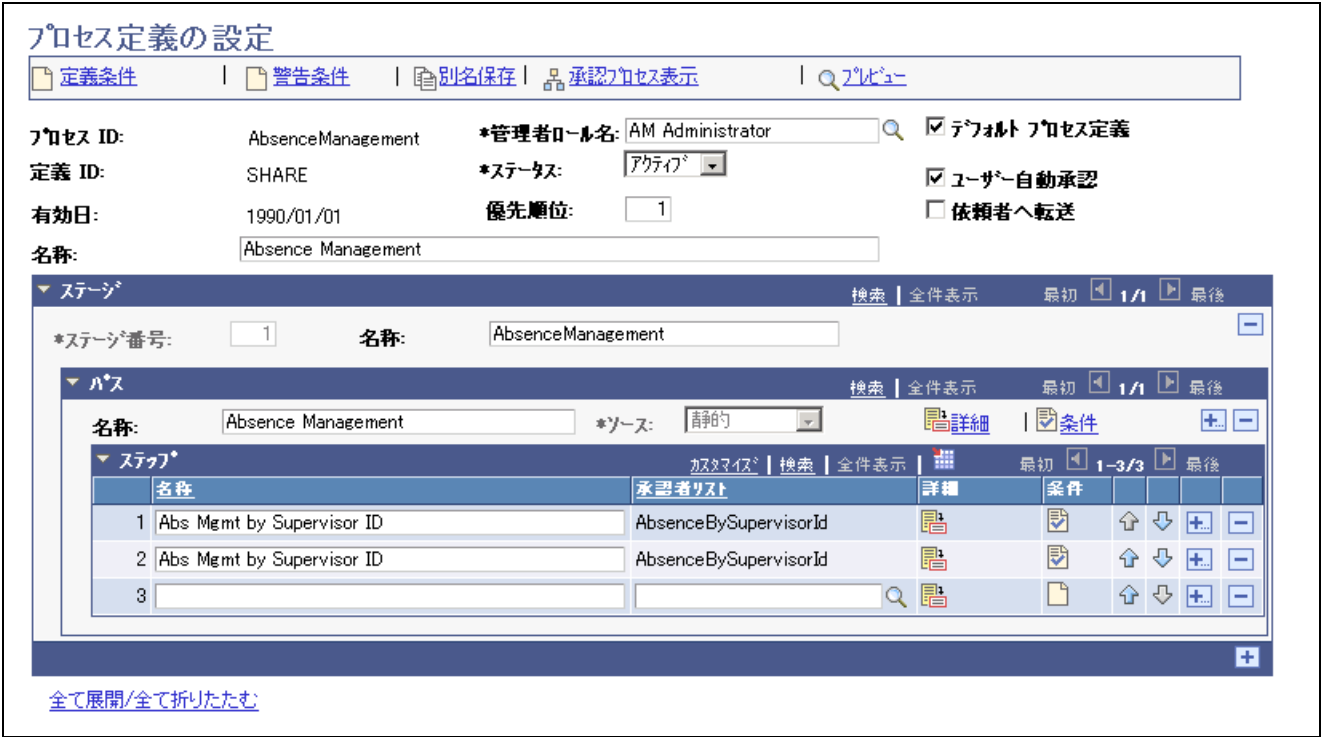 プロセス定義の設定
定義条件 | 警告条件 | 別名保存 | 承認プロセス表示 | プレビュー
プロセス ID: AbsenceManagement *管理者ロール名: AM Administrator デフォルト プロセス定義
定義 ID: SHARE *ステータス: アクティブ ユーザー自動承認
有効日: 1990/01/01 優先順位: 1 依頼者へ転送
名称: Absence Management
ステージ 検索 | 全件表示 最初 1/1 最後
*ステージ番号: 1 名称: AbsenceManagement
パス 検索 | 全件表示 最初 1/1 最後
名称: Absence Management *ソース: 静的 詳細 | 条件
ステップ カスタマイズ | 検索 | 全件表示 | 最初 1-3/3 最後
名称 承認者リスト 詳細 条件
1 Abs Mgmt by Supervisor ID AbsenceBySupervisorId
2 Abs Mgmt by Supervisor ID AbsenceBySupervisorId
3
全て展開/全て折りたたむ